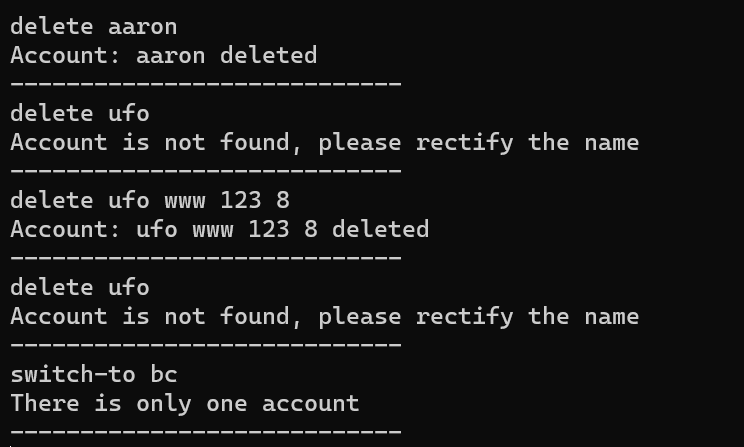 delete aaron
Account: aaron deleted
----------------------------
delete ufo
Account is not found, please rectify the name
----------------------------
delete ufo www 123 8
Account: ufo www 123 8 deleted
----------------------------
delete ufo
Account is not found, please rectify the name
----------------------------
switch-to bc
There is only one account
----------------------------